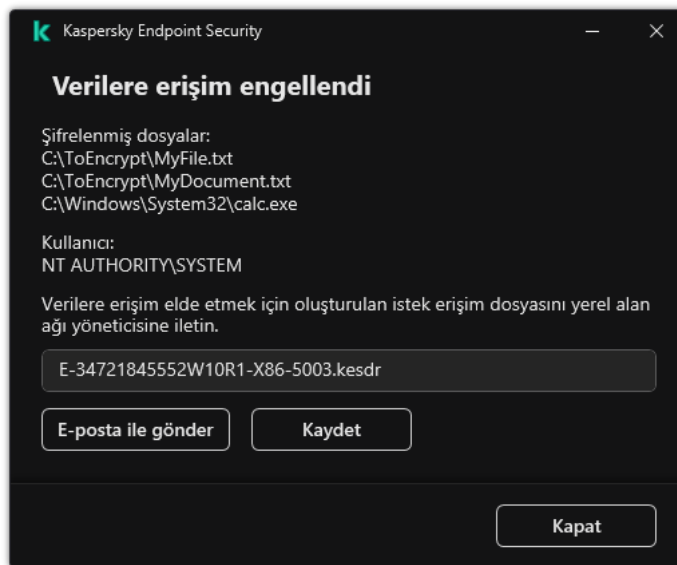 Kaspersky Endpoint Security
Verilere erişim engellendi
Şifrelenmiş dosyalar:
C:\ToEncrypt\MyFile.txt
C:\ToEncrypt\MyDocument.txt
C:\Windows\System32\calc.exe
Kullanıcı:
NT AUTHORITY\SYSTEM
Verilere erişim elde etmek için oluşturulan istek erişim dosyasını yerel alan
ağı yöneticisine iletin.
E-34721845552W10R1-X86-5003.kesdr
E-posta ile gönder Kaydet
Kapat